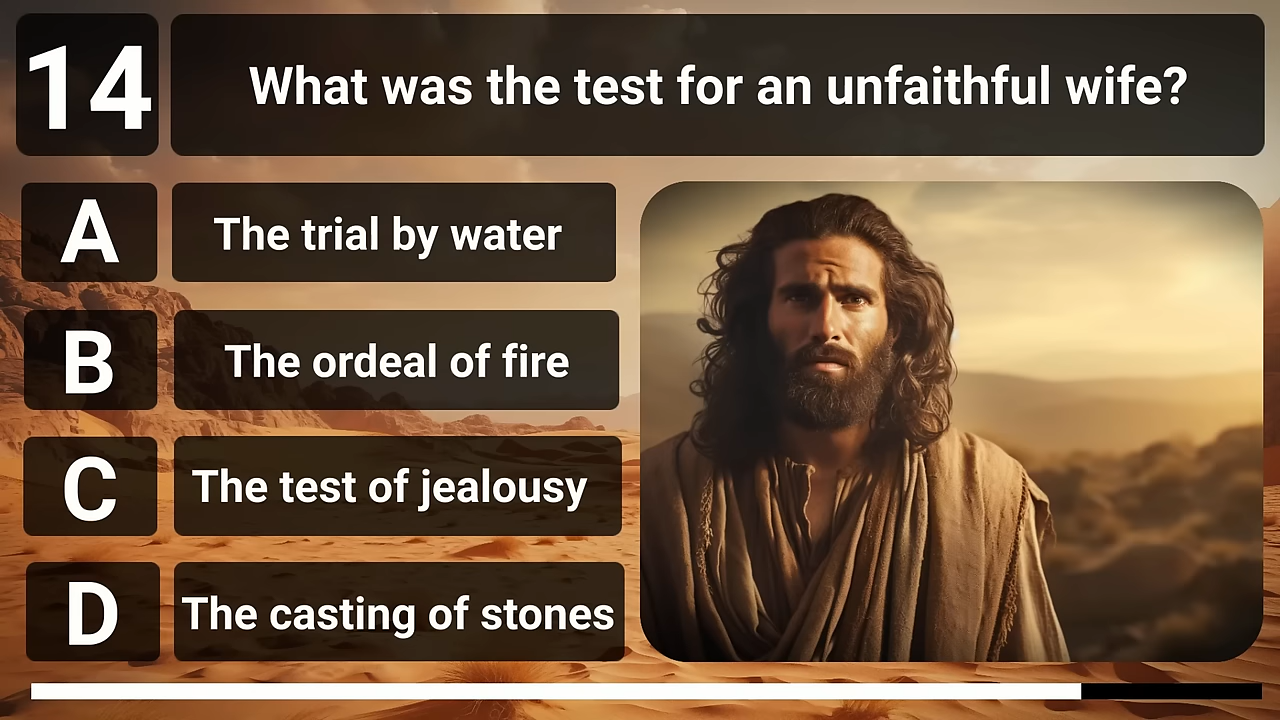 14
What was the test for an unfaithful wife?
A
The trial by water
B
The ordeal of fire
C
The test of jealousy
D
The casting of stones